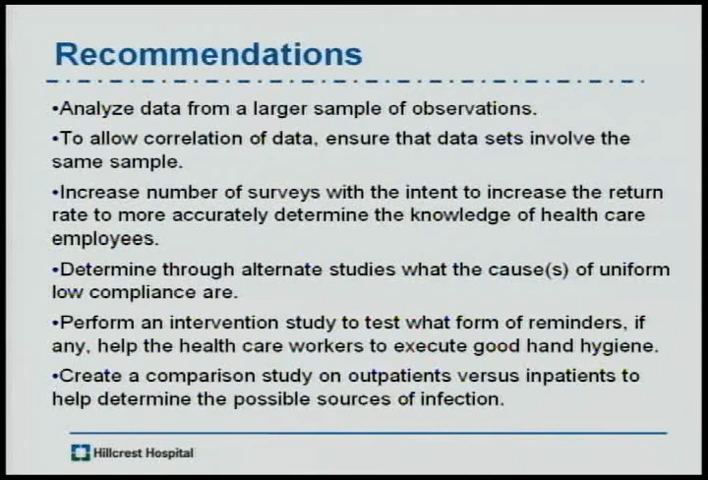 Recommendations
•Analyze data from a larger sample of observations.
•To allow correlation of data, ensure that data sets involve the
same sample.
•Increase number of surveys with the intent to increase the return
rate to more accurately determine the knowledge of health care
employees.
•Determine through alternate studies what the cause(s) of uniform
low compliance are.
•Perform an intervention study to test what form of reminders, if
any, help the health care workers to execute good hand hygiene.
•Create a comparison study on outpatients versus inpatients to
help determine the possible sources of infection.
Hillcrest Hospital